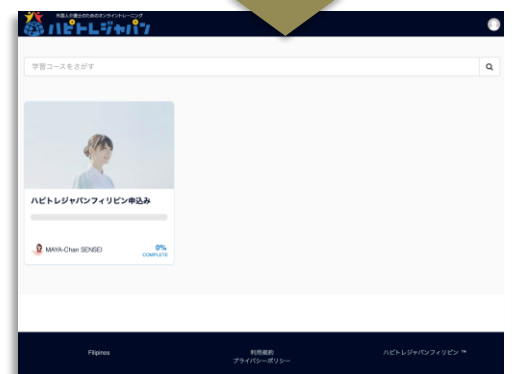 外国人介護士のためのオンライントレーニング
ハピトレジャパン
学習コースをさがす
ハピトレジャパンフィリピン申込み
MAYA-Chan SENSEI
0%
COMPLETE
Filipinos
利用規約
プライバシーポリシー
ハピトレジャパンフィリピン ™